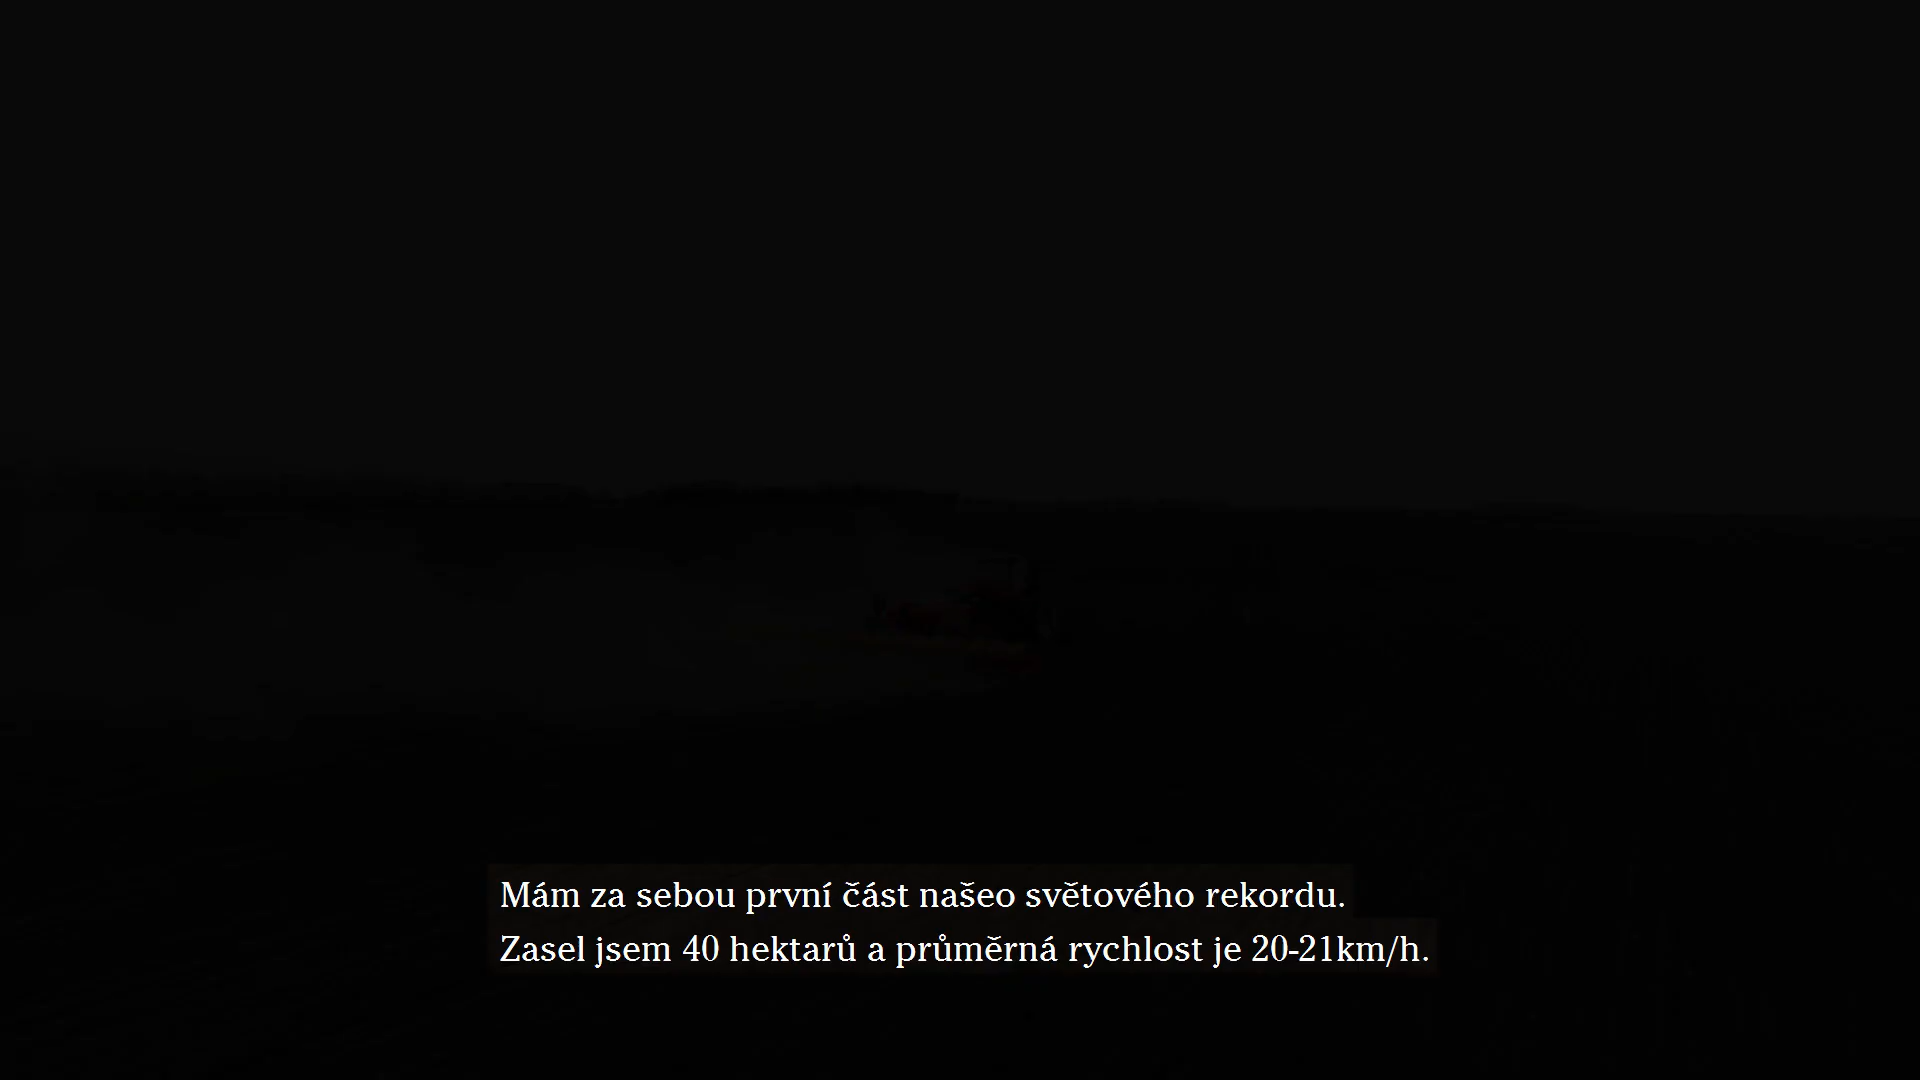 Mám za sebou první část našeo světového rekordu.
Zasel jsem 40 hektarů a průměrná rychlost je 20-21km/h.